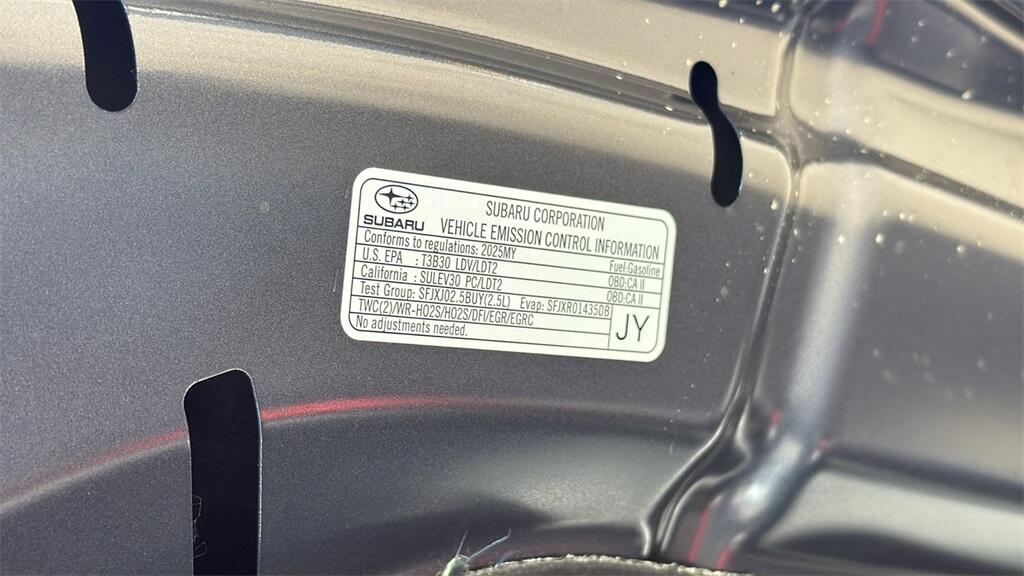 SUBARU CORPORATION
SUBARU
VEHICLE EMISSION CONTROL INFORMATION
Conforms to regulations: 2025MY Fuel:Gasoline
U.S. EPA : T3B30 LDV/LDT2 OBD:CA II
California : SULEV30 PC/LDT2 OBD:CA II
Test Group: SFJXJ02.5BUY(2.5L) Evap: SFJXR01435DB
TWC(2)/WR-HO2S/HO2S/DFI/EGR/EGRC
No adjustments needed.
JY